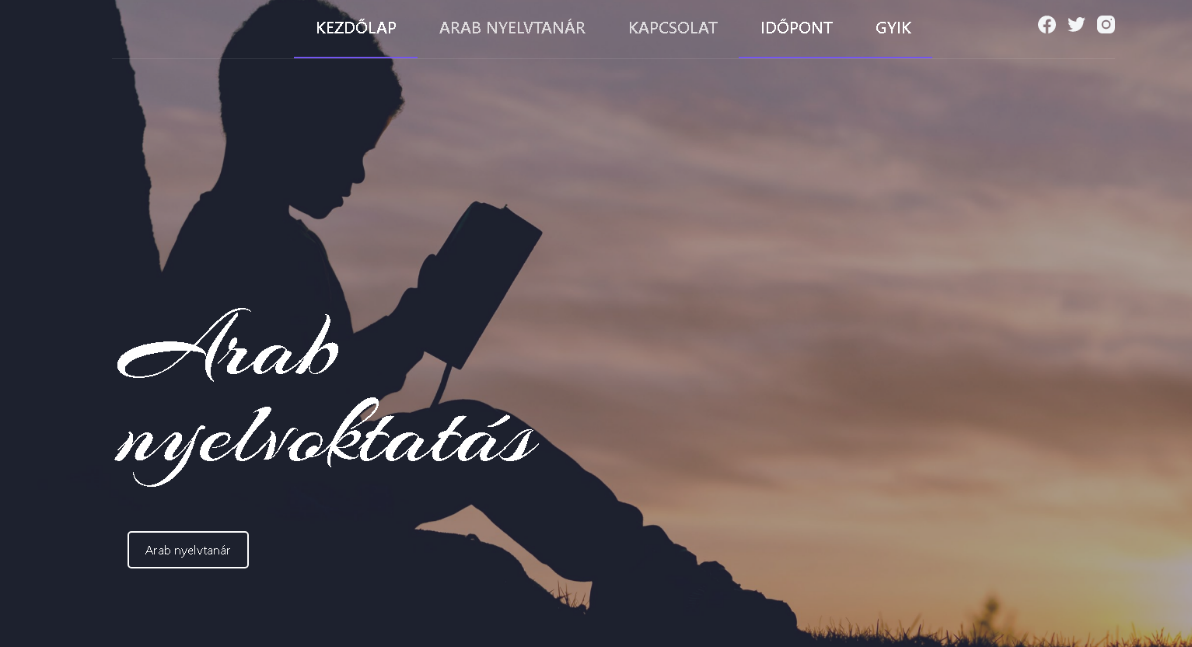 KEZDŐLAP ARAB NYELVTANÁR KAPCSOLAT IDŐPONT GYIK
Arab
nyelvoktatás
Arab nyelvtanár